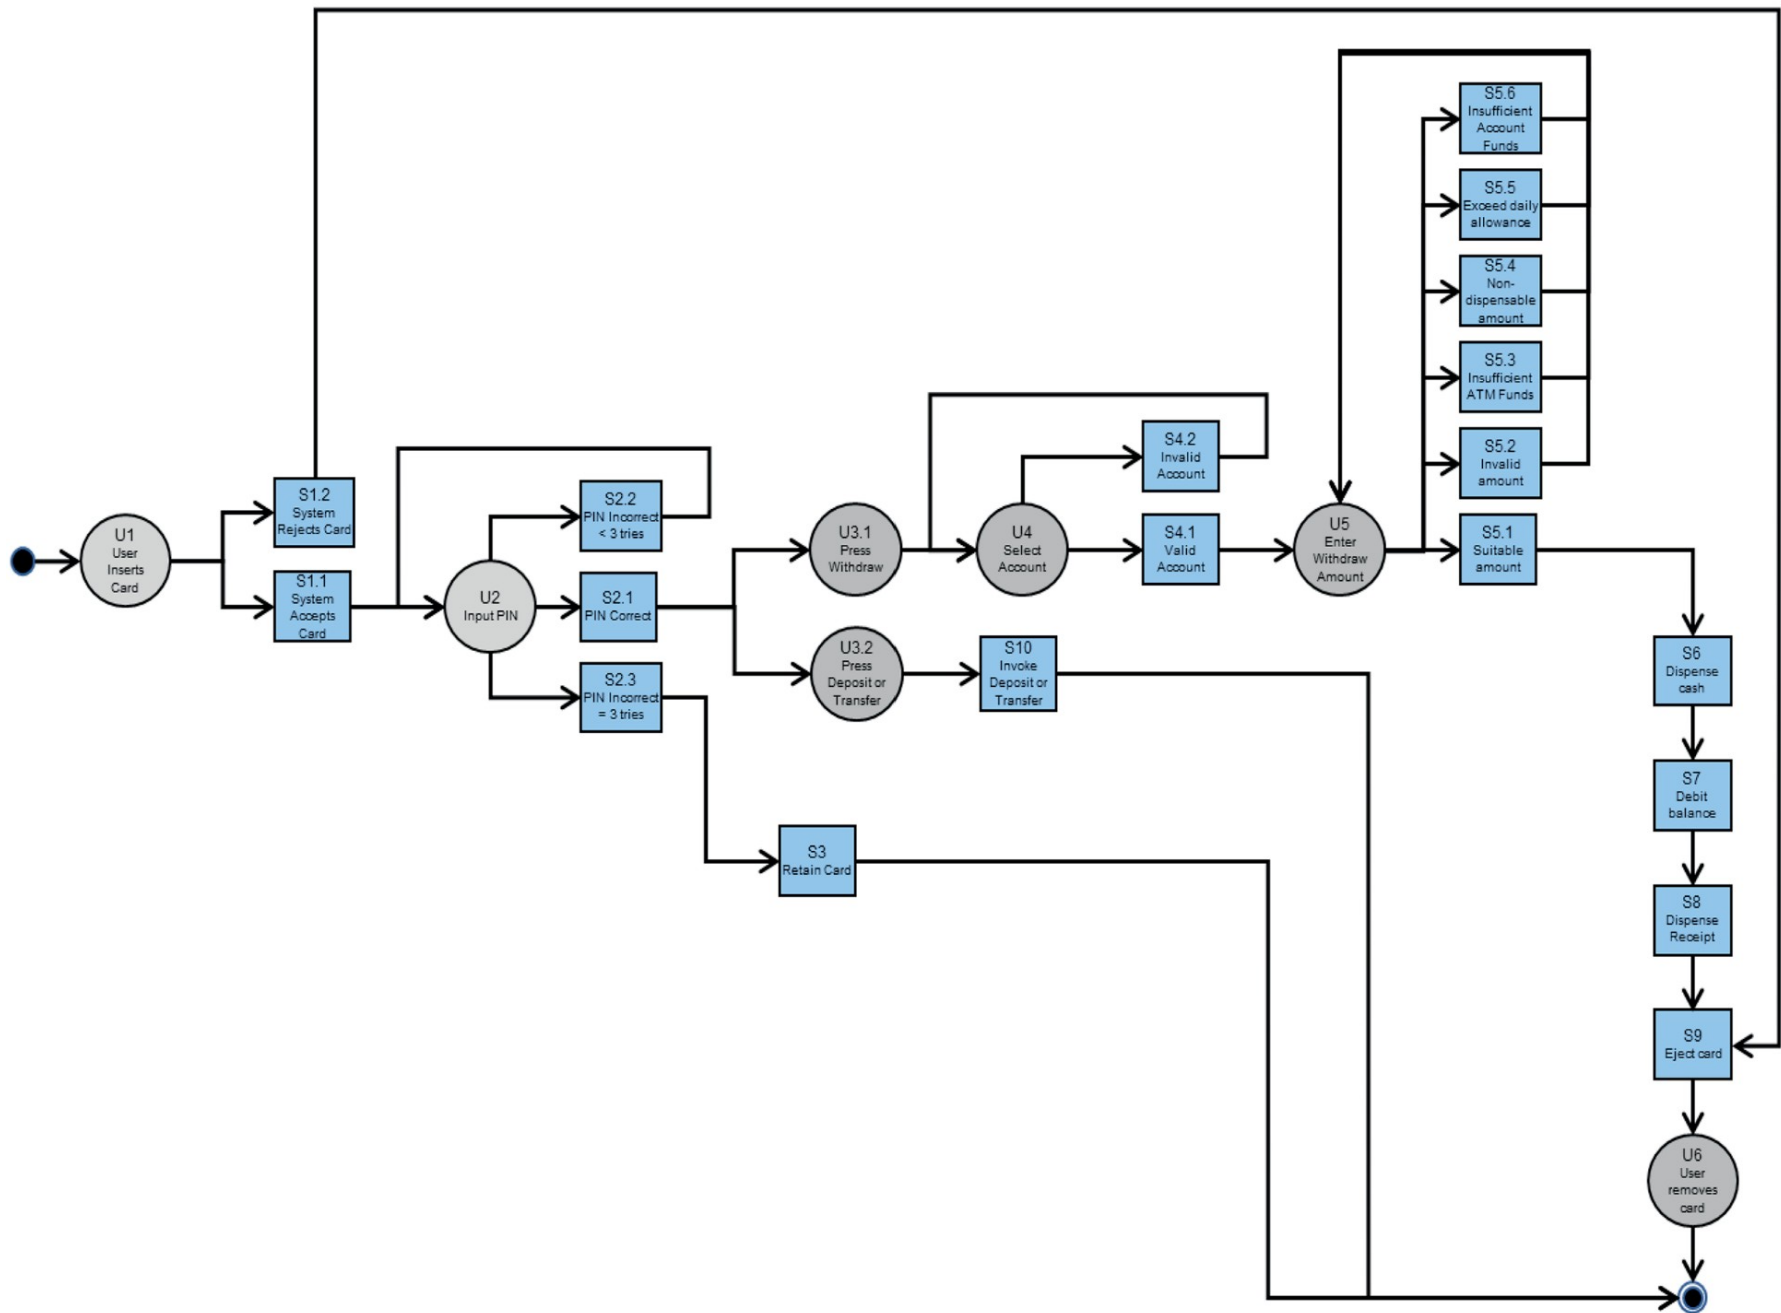 S5.6
Insufficient
Account
Funds
S5.5
Exceed daily
allowance
S5.4
Non-
dispensable
amount
S5.3
Insufficient
ATM Funds
S4.2
Invalid
Account
S5.2
Invalid
amount
S1.2
System
Rejects Card
S2.2
PIN Incorrect
< 3 tries
U1
User
Inserts
Card
U3.1
Press
Withdraw
U4
Select
Account
S4.1
Valid
Account
U5
Enter
Withdraw
Amount
S5.1
Suitable
amount
S1.1
System
Accepts
Card
U2
Input PIN
S2.1
PIN Correct
U3.2
Press
Deposit or
Transfer
S10
Invoke
Deposit or
Transfer
S6
Dispense
cash
S2.3
PIN Incorrect
= 3 tries
S7
Debit
balance
S3
Retain Card
S8
Dispense
Receipt
S9
Eject card
U6
User
removes
card